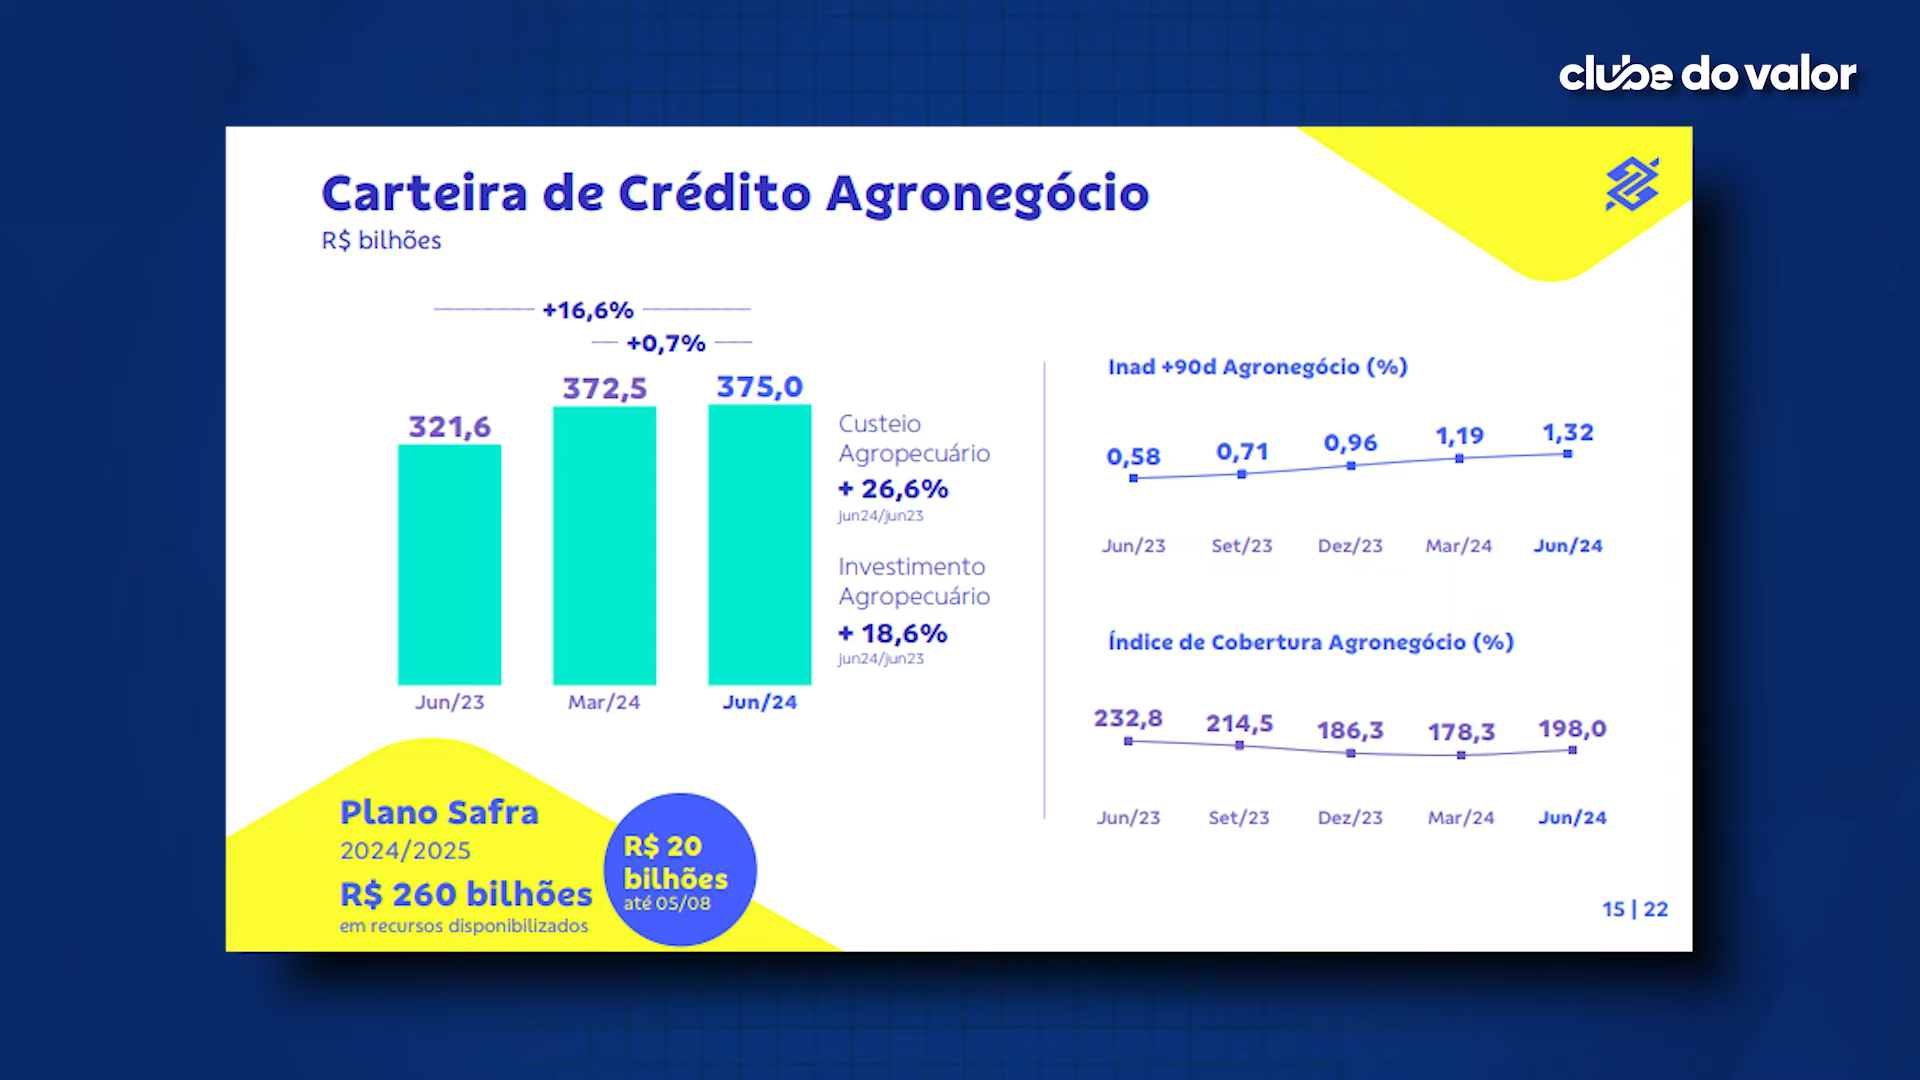 clube do valor
Carteira de Crédito Agronegócio
R$ bilhões
+16,6%
+0,7%
321,6
372,5
375,0
Jun/23
Mar/24
Jun/24
Custeio
Agropecuário
+ 26,6%
jun24/jun23
Investimento
Agropecuário
+ 18,6%
jun24/jun23
Inad +90d Agronegócio (%)
0,58
0,71
0,96
1,19
1,32
Jun/23
Set/23
Dez/23
Mar/24
Jun/24
Índice de Cobertura Agronegócio (%)
232,8
214,5
186,3
178,3
198,0
Jun/23
Set/23
Dez/23
Mar/24
Jun/24
Plano Safra
2024/2025
R$ 260 bilhões
em recursos disponibilizados
R$ 20
bilhões
até 05/08
15 | 22